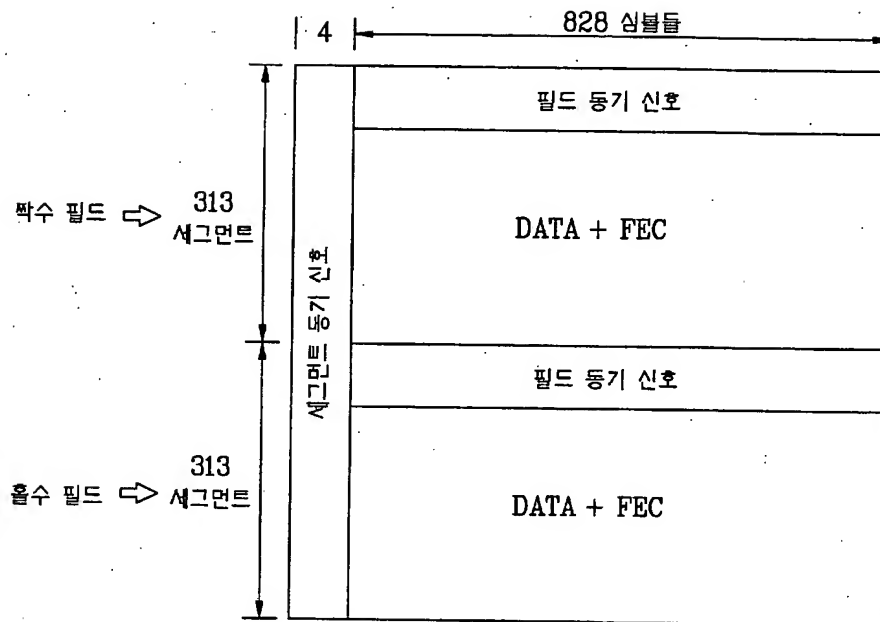 4
828 심볼들
필드 동기 신호
짝수 필드
313
세그먼트
DATA + FEC
세그먼트 동기 신호
필드 동기 신호
홀수 필드
313
세그먼트
DATA + FEC